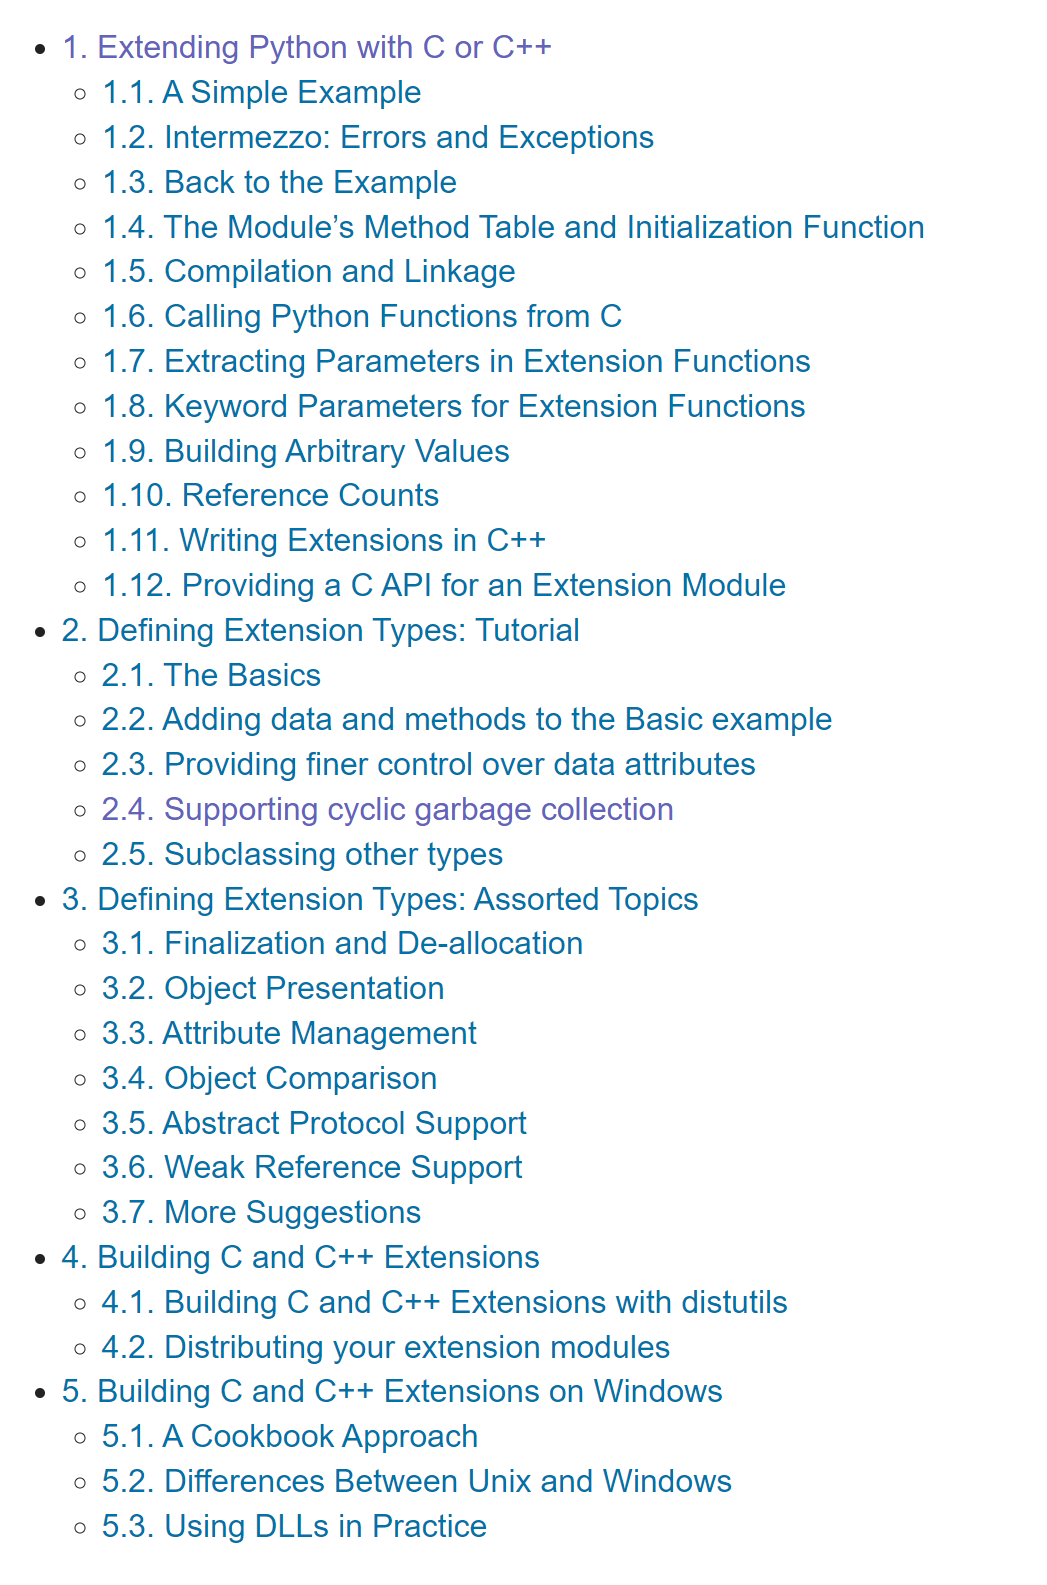 1. Extending Python with C or C++
1.1. A Simple Example
1.2. Intermezzo: Errors and Exceptions
1.3. Back to the Example
1.4. The Module’s Method Table and Initialization Function
1.5. Compilation and Linkage
1.6. Calling Python Functions from C
1.7. Extracting Parameters in Extension Functions
1.8. Keyword Parameters for Extension Functions
1.9. Building Arbitrary Values
1.10. Reference Counts
1.11. Writing Extensions in C++
1.12. Providing a C API for an Extension Module
2. Defining Extension Types: Tutorial
2.1. The Basics
2.2. Adding data and methods to the Basic example
2.3. Providing finer control over data attributes
2.4. Supporting cyclic garbage collection
2.5. Subclassing other types
3. Defining Extension Types: Assorted Topics
3.1. Finalization and De-allocation
3.2. Object Presentation
3.3. Attribute Management
3.4. Object Comparison
3.5. Abstract Protocol Support
3.6. Weak Reference Support
3.7. More Suggestions
4. Building C and C++ Extensions
4.1. Building C and C++ Extensions with distutils
4.2. Distributing your extension modules
5. Building C and C++ Extensions on Windows
5.1. A Cookbook Approach
5.2. Differences Between Unix and Windows
5.3. Using DLLs in Practice